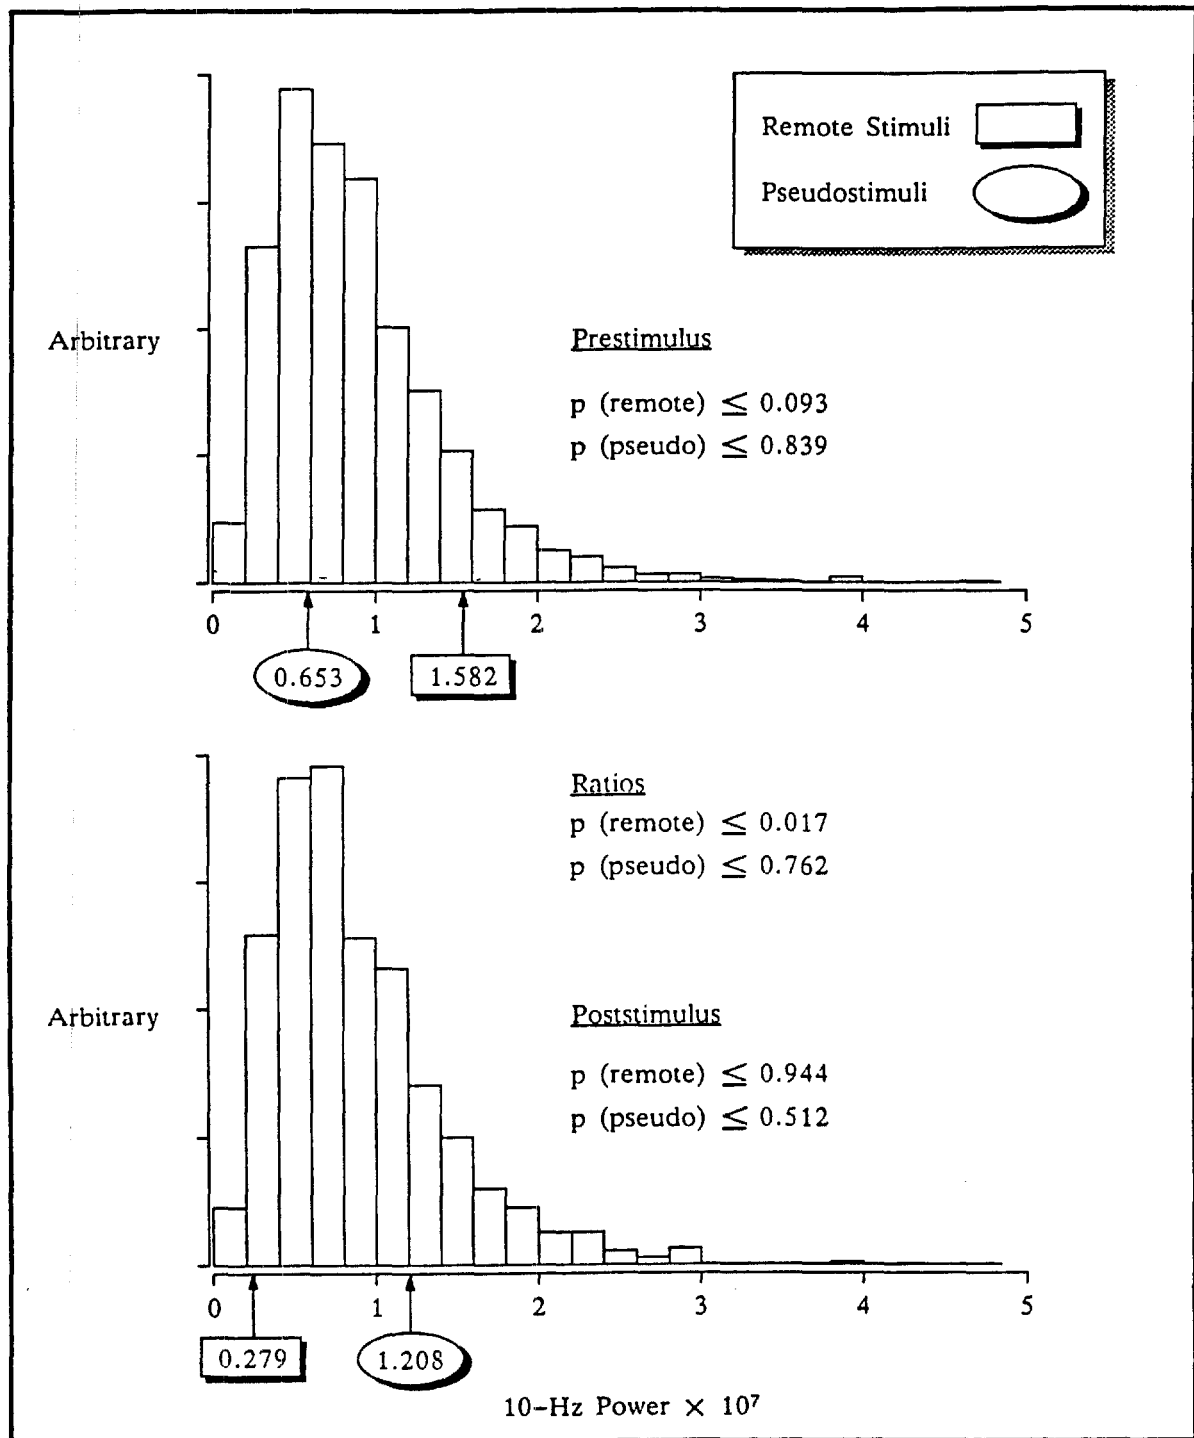 Remote Stimuli
Pseudostimuli
Arbitrary
Prestimulus
p (remote) ≤ 0.093
p (pseudo) ≤ 0.839
0 1 2 3 4 5
0.653 1.582
Ratios
p (remote) ≤ 0.017
p (pseudo) ≤ 0.762
Arbitrary
Poststimulus
p (remote) ≤ 0.944
p (pseudo) ≤ 0.512
0 1 2 3 4 5
0.279 1.208
10-Hz Power × 10⁷